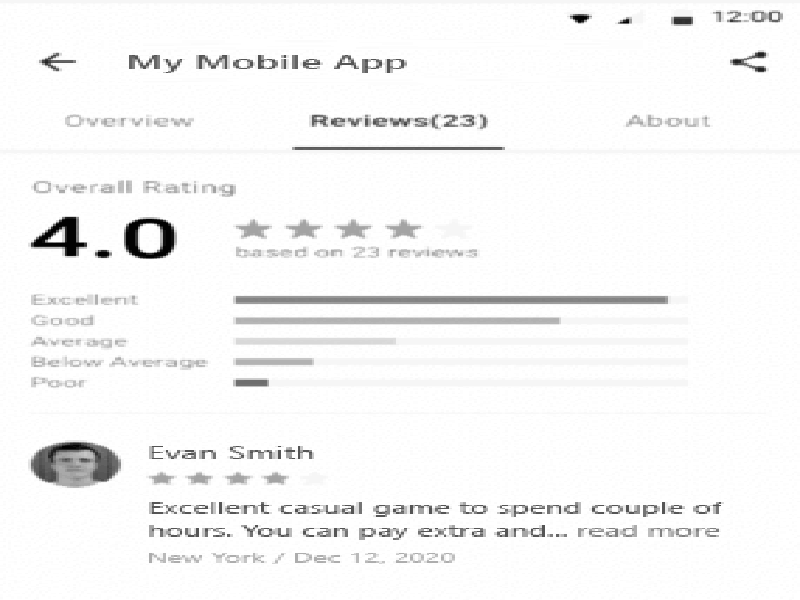 12:00
My Mobile App
Overview Reviews(23) About
Overall Rating
4.0
based on 23 reviews
Excellent
Good
Average
Below Average
Poor
Evan Smith
Excellent casual game to spend couple of
hours. You can pay extra and... read more
New York / Dec 12, 2020